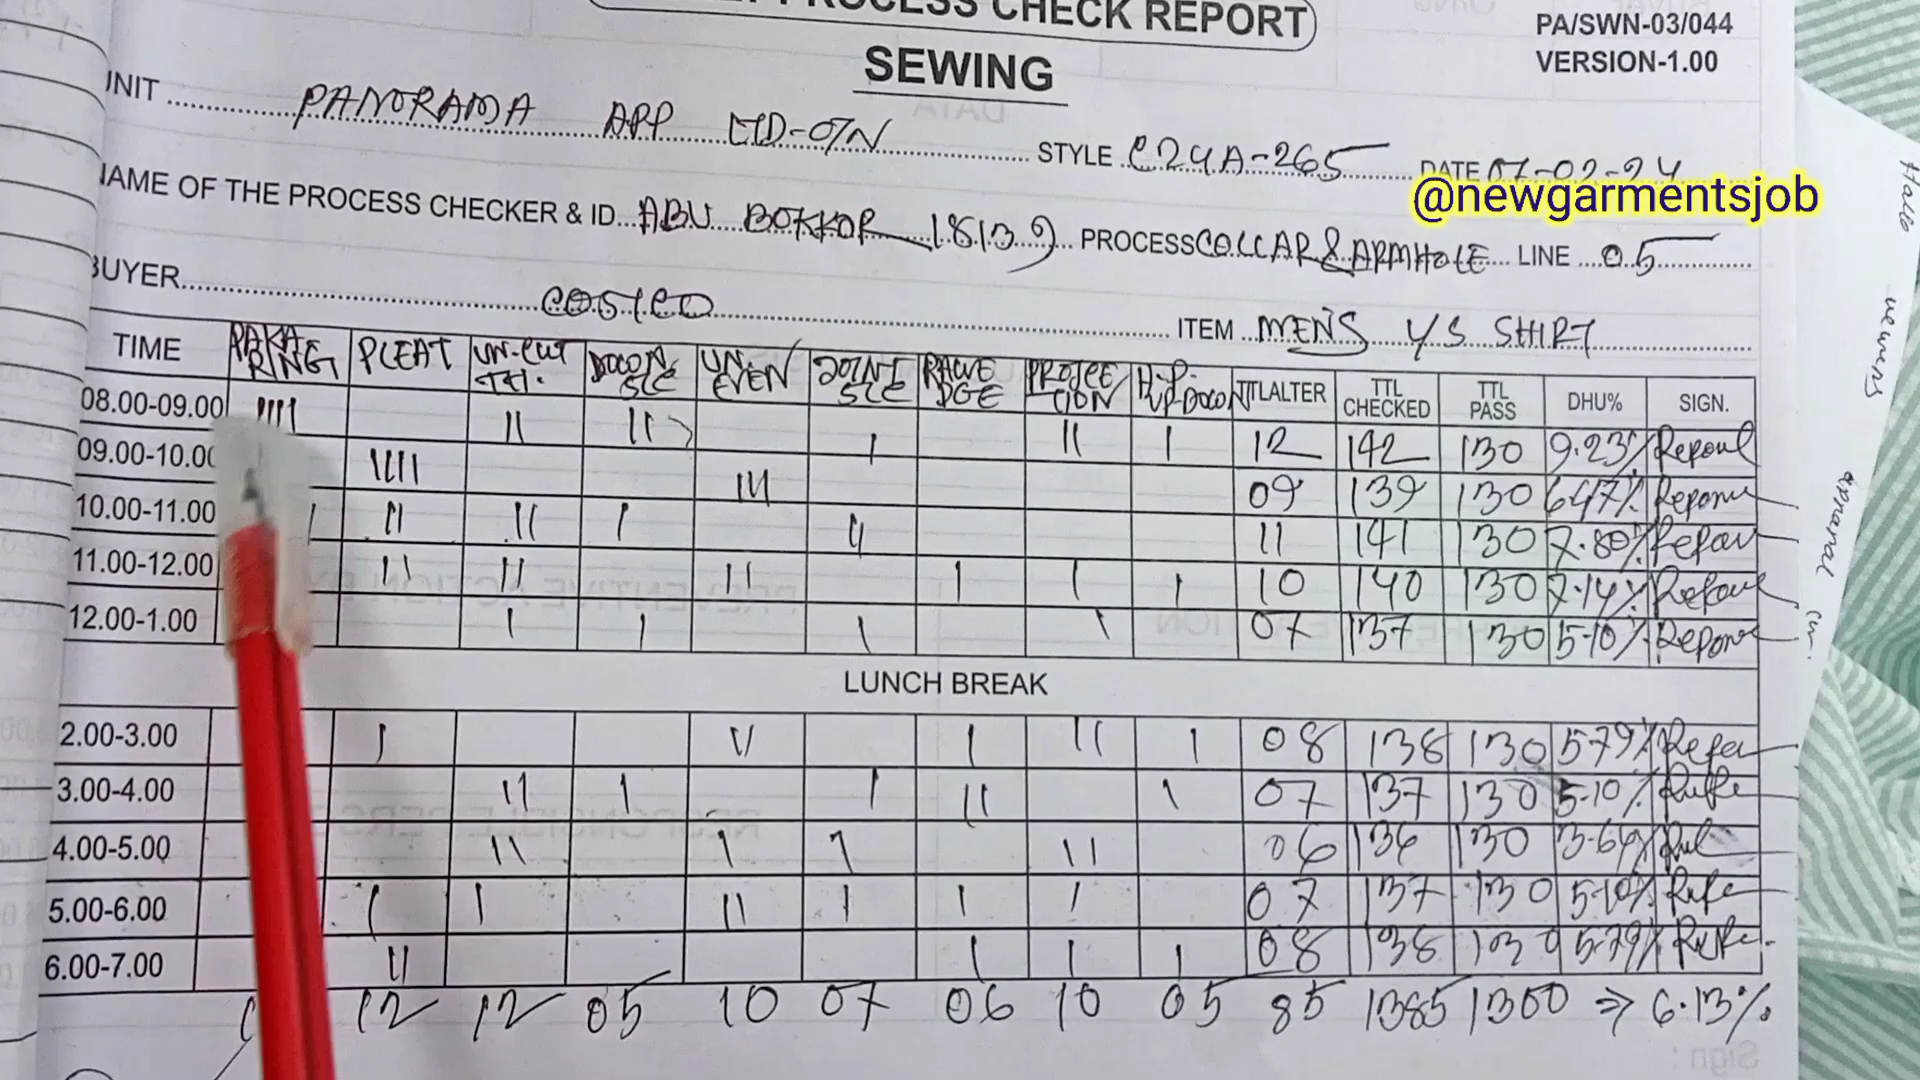 PROCESS CHECK REPORT
SEWING
PA/SWN-03/044
VERSION-1.00
UNIT PANORAMA APP LTD-O/N STYLE C24A-265 DATE 07-02-24
@newgarmentsjob
NAME OF THE PROCESS CHECKER & ID ABU BOKKOR 18139 PROCESS COLLAR & ARMHOLE LINE 05
BUYER COSTCO ITEM MENS Y/S SHIRT
TIME PAKARING PLEAT UN-CUT UN EVEN JOINT PROJECTION TTL ALTER TTL CHECKED TTL PASS DHU% SIGN.
08.00-09.00 12 142 130 9.23%
09.00-10.00 09 139 130 6.47%
10.00-11.00 11 141 130 7.80%
11.00-12.00 10 140 130 7.14%
12.00-1.00 07 137 130 5.10%
LUNCH BREAK
2.00-3.00 08 138 130 5.79%
3.00-4.00 07 137 130 5.10%
4.00-5.00 06 136 130
5.00-6.00 07 137 130 5.10%
6.00-7.00 08 138 130 5.79%
12 12 05 10 07 06 10 05 85 1385 1300 ⇒ 6.13%